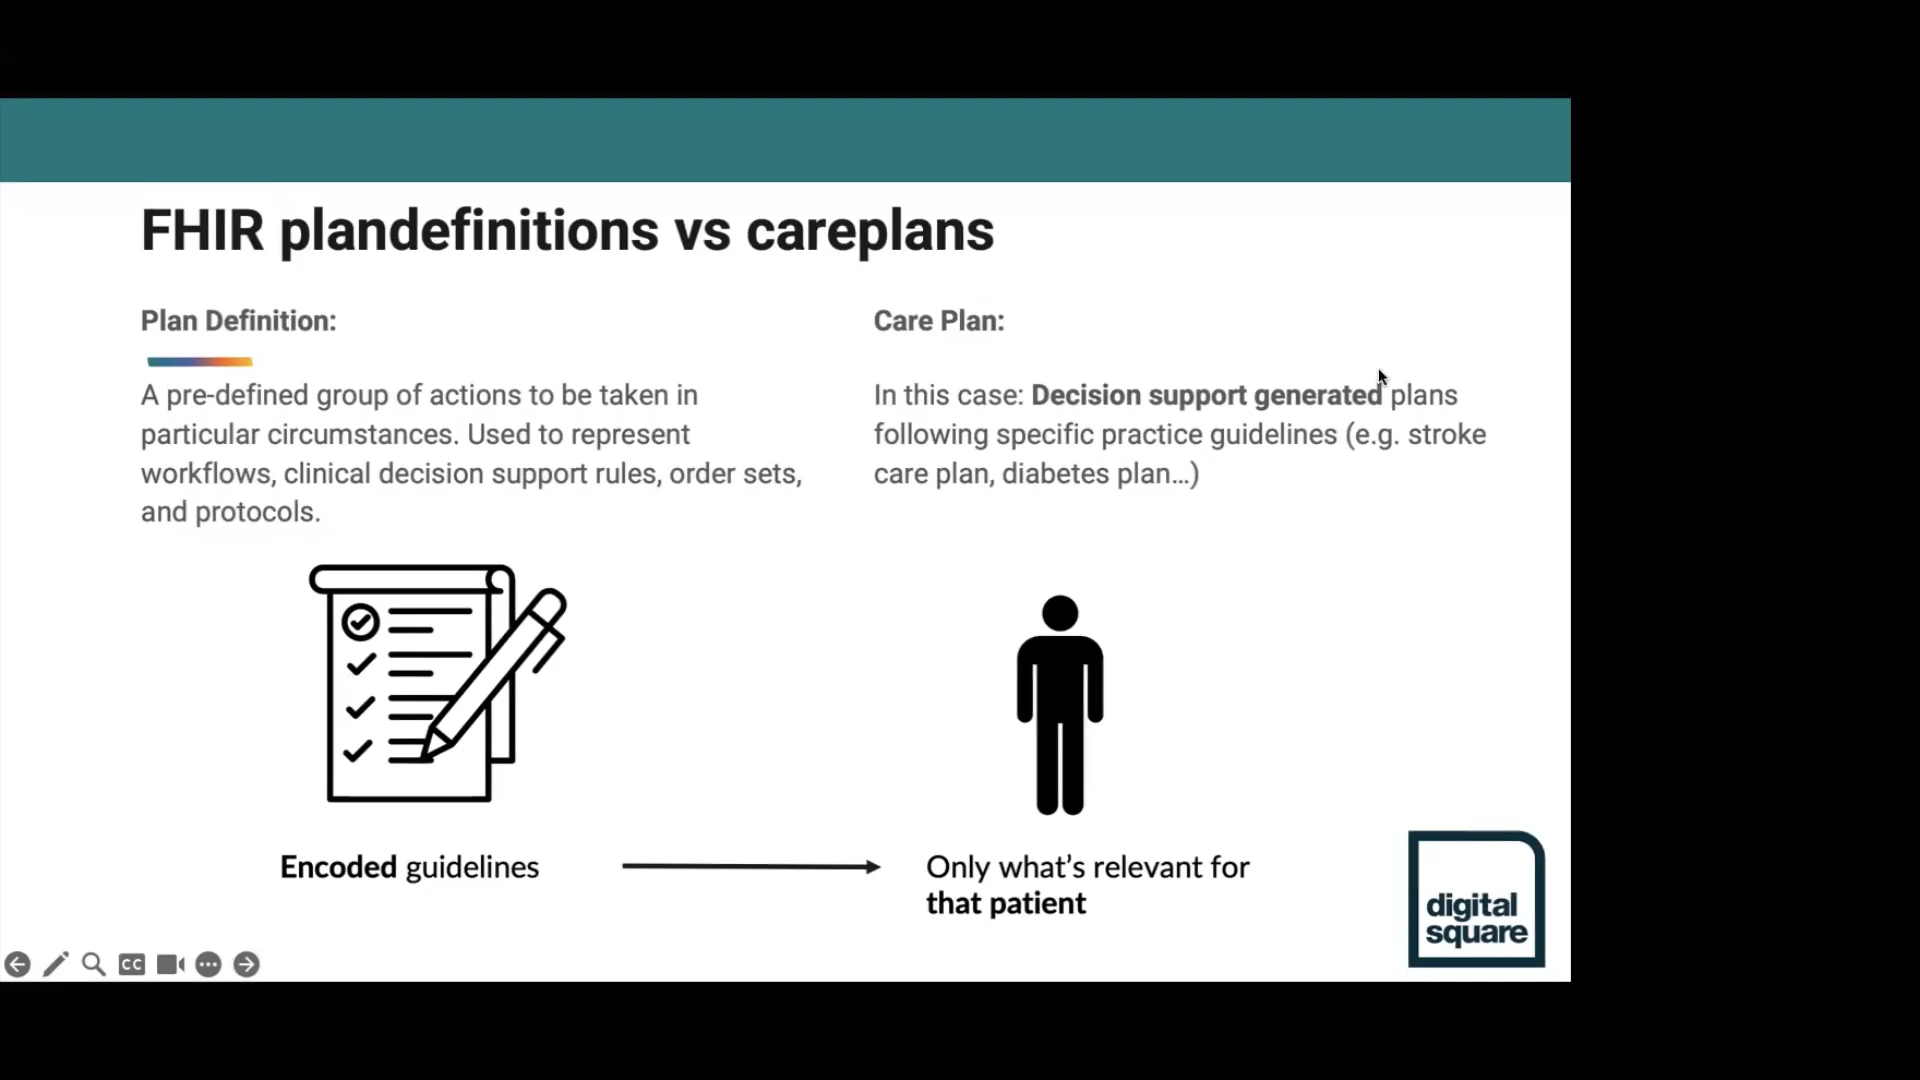 FHIR plandefinitions vs careplans
Plan Definition:
A pre-defined group of actions to be taken in
particular circumstances. Used to represent
workflows, clinical decision support rules, order sets,
and protocols.
Care Plan:
In this case: Decision support generated plans
following specific practice guidelines (e.g. stroke
care plan, diabetes plan…)
Encoded guidelines
Only what’s relevant for
that patient
digital
square
CC